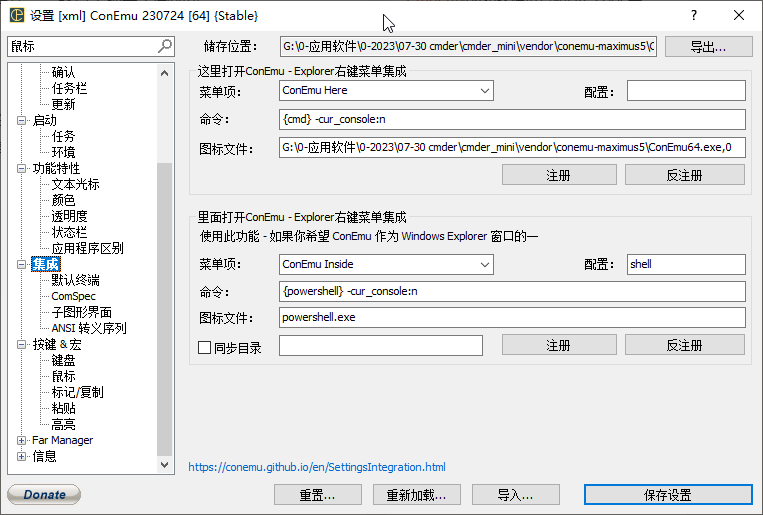 设置 [xml] ConEmu 230724 [64] {Stable}
鼠标
储存位置：
G:\0-应用软件\0-2023\07-30 cmder\cmder_mini\vendor\conemu-maximus5\C
导出...
确认
任务栏
更新
启动
任务
环境
功能特性
文本光标
颜色
透明度
状态栏
应用程序区别
集成
默认终端
ComSpec
子图形界面
ANSI 转义序列
按键 & 宏
键盘
鼠标
标记/复制
粘贴
高亮
Far Manager
信息
这里打开ConEmu - Explorer右键菜单集成
菜单项：
ConEmu Here
配置：
命令：
{cmd} -cur_console:n
图标文件：
G:\0-应用软件\0-2023\07-30 cmder\cmder_mini\vendor\conemu-maximus5\ConEmu64.exe,0
注册
反注册
里面打开ConEmu - Explorer右键菜单集成
使用此功能 - 如果你希望 ConEmu 作为 Windows Explorer 窗口的一
菜单项：
ConEmu Inside
配置：
shell
命令：
{powershell} -cur_console:n
图标文件：
powershell.exe
同步目录
注册
反注册
https://conemu.github.io/en/SettingsIntegration.html
Donate
重置...
重新加载...
导入...
保存设置